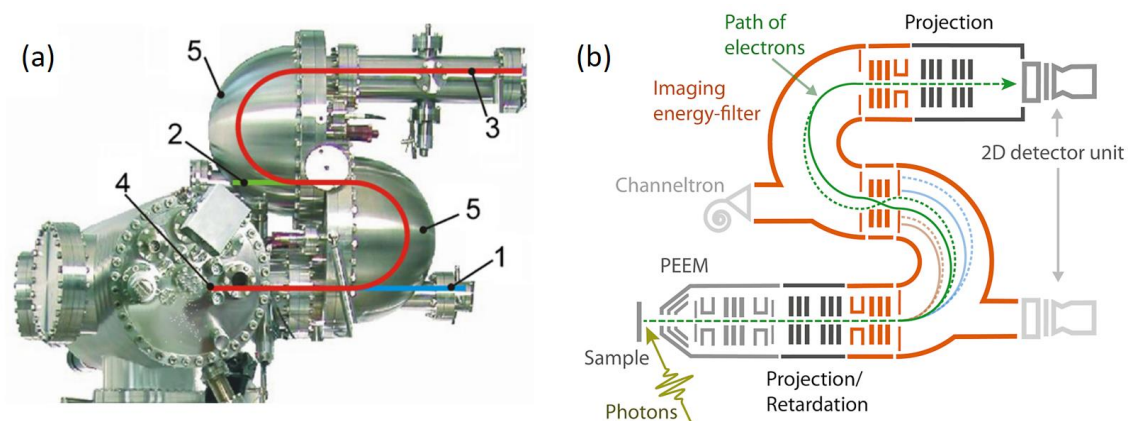 (a)
5
2
3
4
5
1
(b)
Path of
electrons
Projection
Imaging
energy-filter
2D detector unit
Channeltron
PEEM
Sample
Photons
Projection/
Retardation